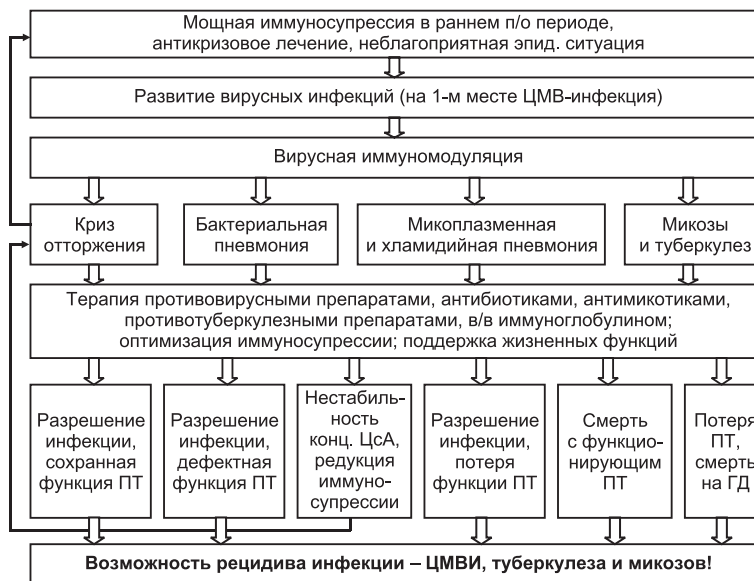 Мощная иммуносупрессия в раннем п/о периоде,
антикризовое лечение, неблагоприятная эпид. ситуация
Развитие вирусных инфекций (на 1-м месте ЦМВ-инфекция)
Вирусная иммуномодуляция
Криз
отторжения
Бактериальная
пневмония
Микоплазменная
и хламидийная пневмония
Микозы
и туберкулез
Терапия противовирусными препаратами, антибиотиками, антимикотиками,
противотуберкулезными препаратами, в/в иммуноглобулином;
оптимизация иммуносупрессии; поддержка жизненных функций
Разрешение
инфекции,
сохранная
функция ПТ
Разрешение
инфекции,
дефектная
функция ПТ
Нестабиль-
ность
конц. ЦсА,
редукция
иммуно-
супрессии
Разрешение
инфекции,
потеря
функции ПТ
Смерть
с функцио-
нирующим
ПТ
Потеря
ПТ,
смерть
на ГД
Возможность рецидива инфекции – ЦМВИ, туберкулеза и микозов!